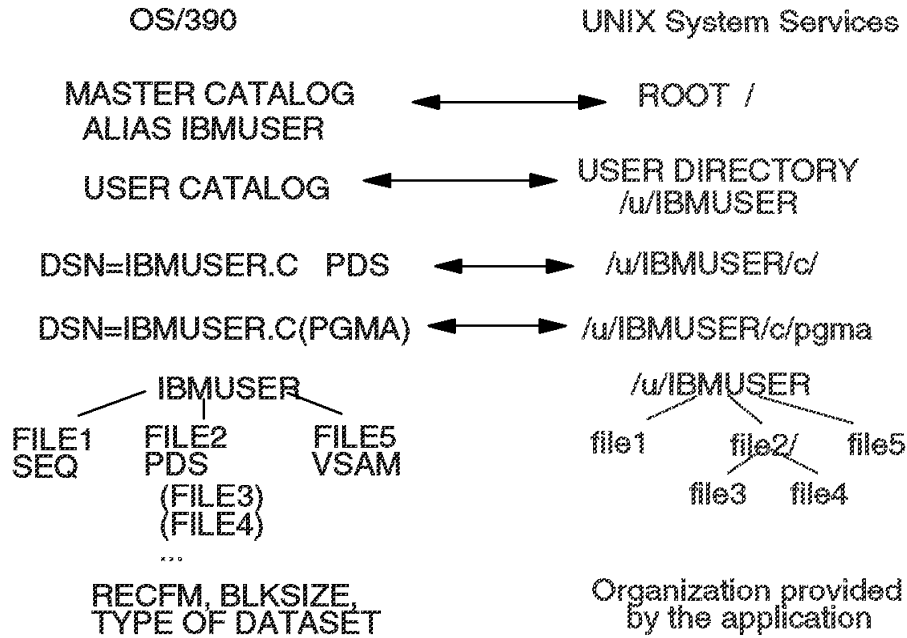 OS/390 UNIX System Services
MASTER CATALOG ROOT /
ALIAS IBMUSER
USER CATALOG USER DIRECTORY
/u/IBMUSER
DSN=IBMUSER.C PDS /u/IBMUSER/c/
DSN=IBMUSER.C(PGMA) /u/IBMUSER/c/pgma
IBMUSER /u/IBMUSER
FILE1 FILE2 FILE5 file1 file2/ file5
SEQ PDS VSAM
(FILE3) file3 file4
(FILE4)
...
RECFM, BLKSIZE, Organization provided
TYPE OF DATASET by the application